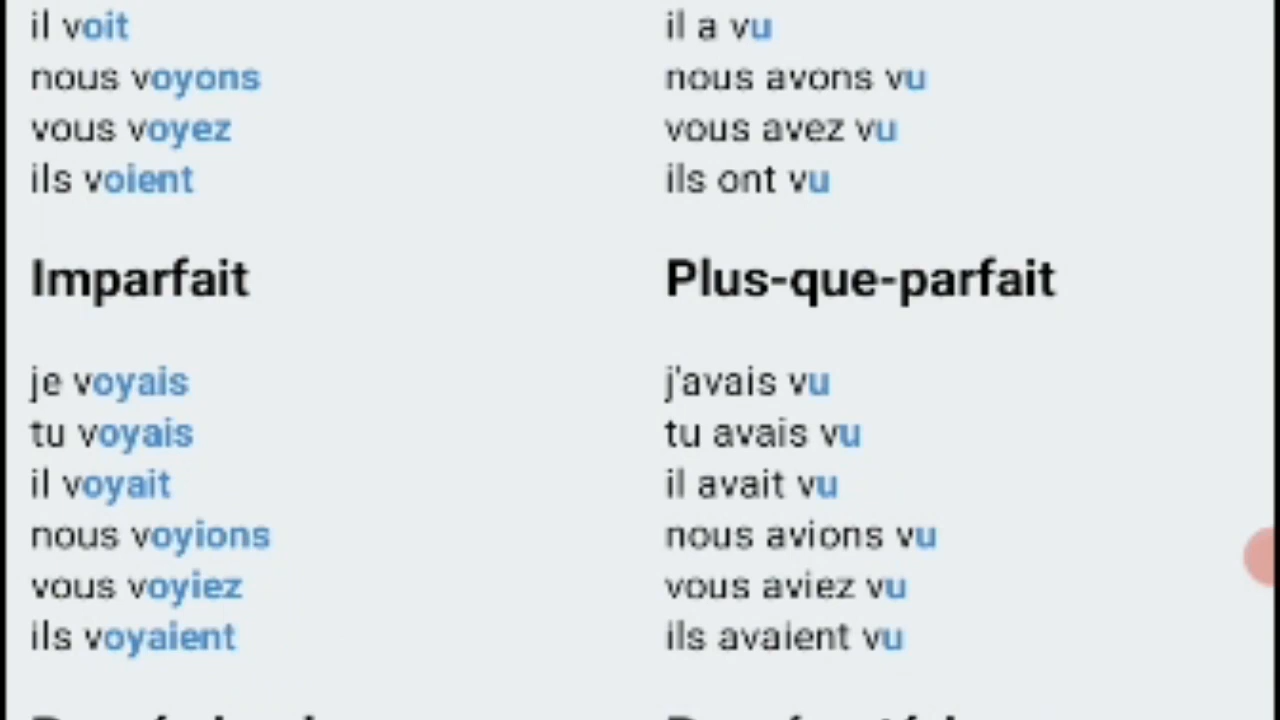 il voit
nous voyons
vous voyez
ils voient
Imparfait
je voyais
tu voyais
il voyait
nous voyions
vous voyiez
ils voyaient
il a vu
nous avons vu
vous avez vu
ils ont vu
Plus-que-parfait
j'avais vu
tu avais vu
il avait vu
nous avions vu
vous aviez vu
ils avaient vu